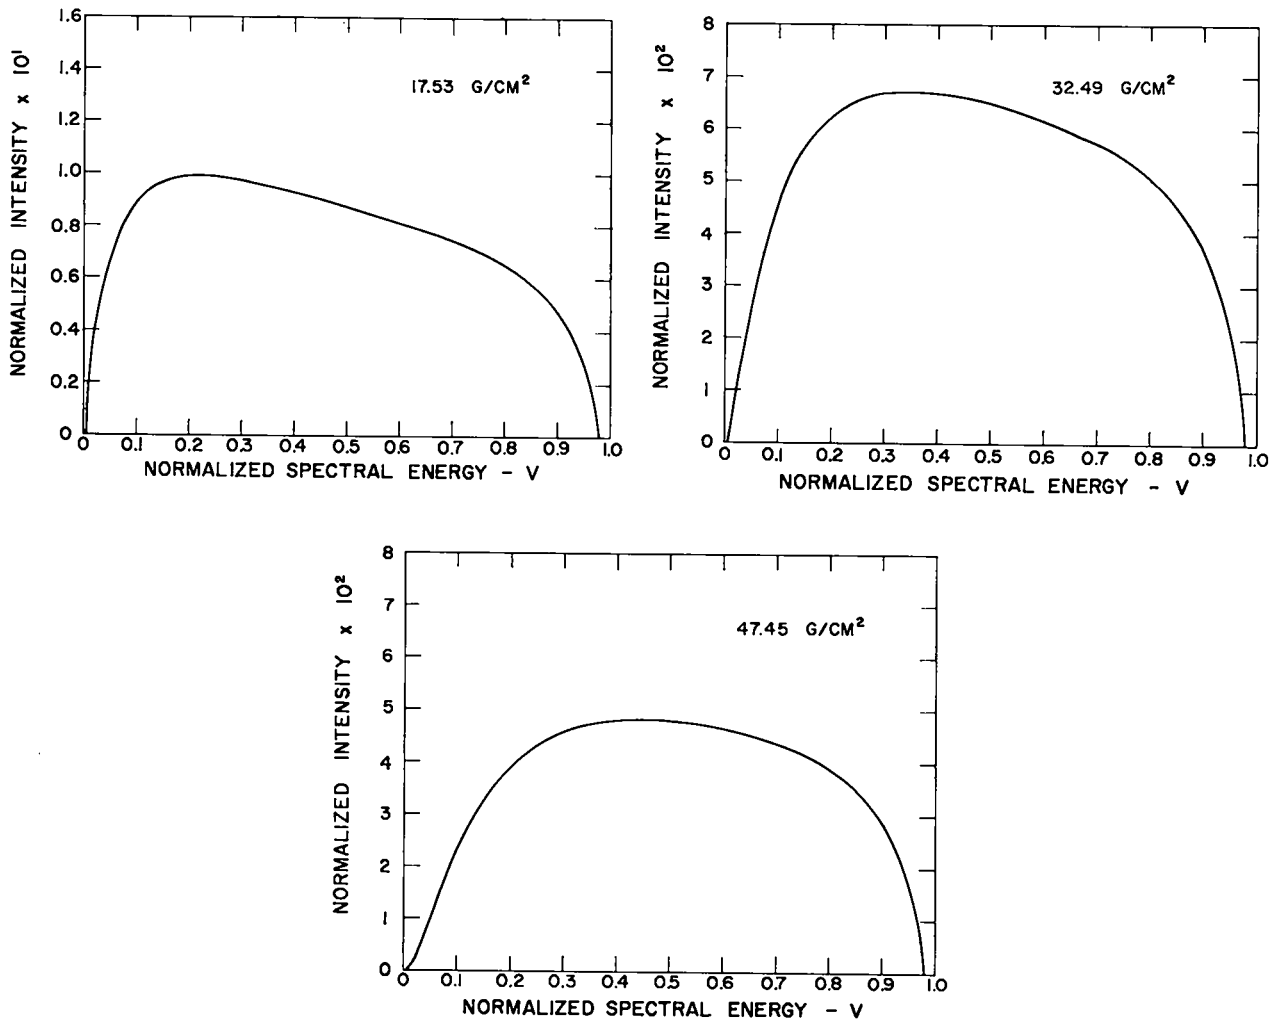 NORMALIZED INTENSITY x 10¹
1.6
1.4
1.2
1.0
0.8
0.6
0.4
0.2
0
17.53 G/CM²
0 0.1 0.2 0.3 0.4 0.5 0.6 0.7 0.8 0.9 1.0
NORMALIZED SPECTRAL ENERGY - V
NORMALIZED INTENSITY x 10²
8
7
6
5
4
3
2
1
0
32.49 G/CM²
0 0.1 0.2 0.3 0.4 0.5 0.6 0.7 0.8 0.9 1.0
NORMALIZED SPECTRAL ENERGY - V
NORMALIZED INTENSITY x 10²
8
7
6
5
4
3
2
1
0
47.45 G/CM²
0 0.1 0.2 0.3 0.4 0.5 0.6 0.7 0.8 0.9 1.0
NORMALIZED SPECTRAL ENERGY - V